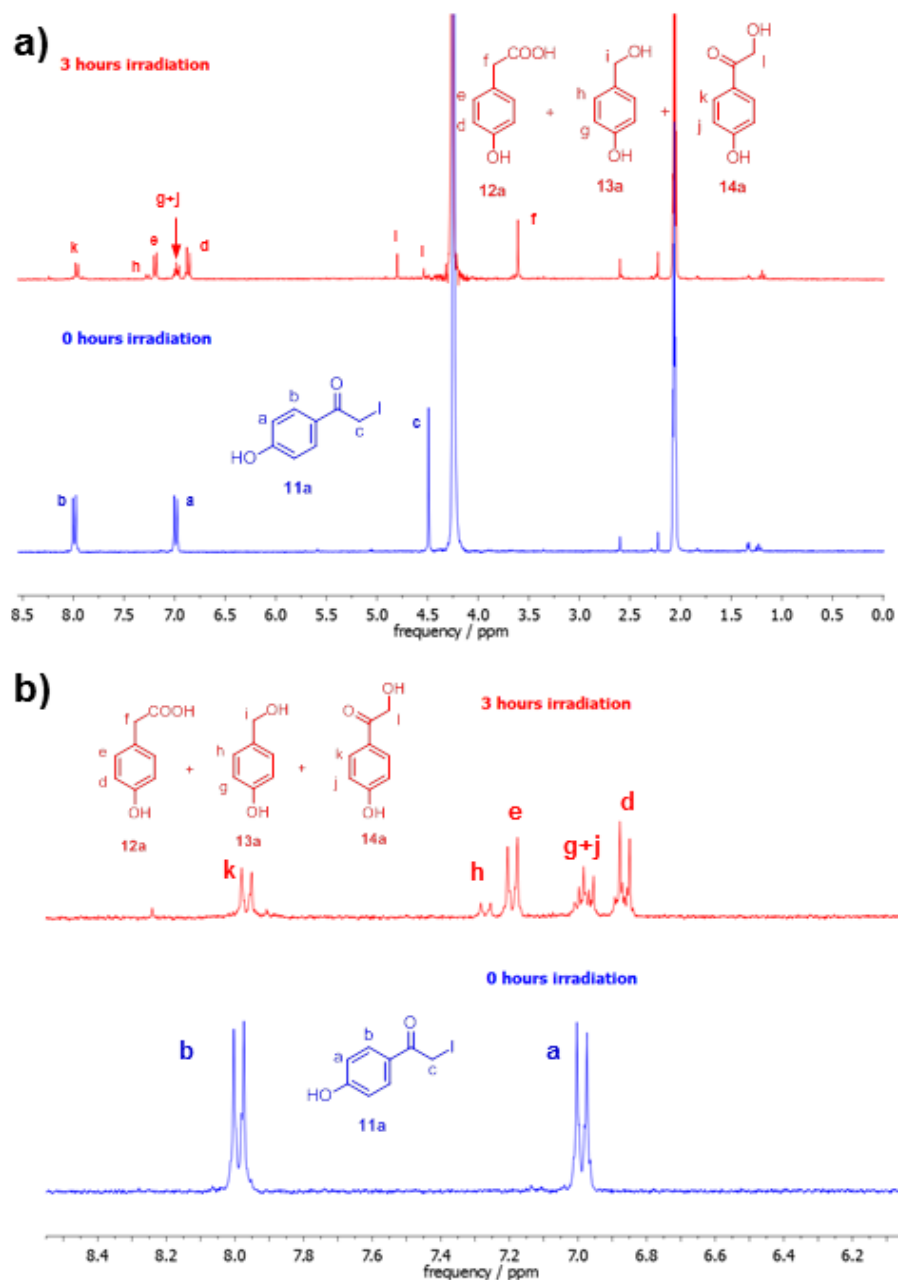 a)
3 hours irradiation
f
COOH
e
d
OH
12a
+
i
OH
h
g
OH
13a
+
OH
O
l
k
j
OH
14a
g+j
k
h
e
d
l
l
f
0 hours irradiation
O
b
a
I
c
HO
11a
b
a
c
8.5 8.0 7.5 7.0 6.5 6.0 5.5 5.0 4.5 4.0 3.5 3.0 2.5 2.0 1.5 1.0 0.5 0.0
frequency / ppm
b)
3 hours irradiation
f
COOH
e
d
OH
12a
+
i
OH
h
g
OH
13a
+
OH
O
l
k
j
OH
14a
k
h
e
g+j
d
0 hours irradiation
b
O
b
a
I
c
HO
11a
a
8.4 8.2 8.0 7.8 7.6 7.4 7.2 7.0 6.8 6.6 6.4 6.2
frequency / ppm